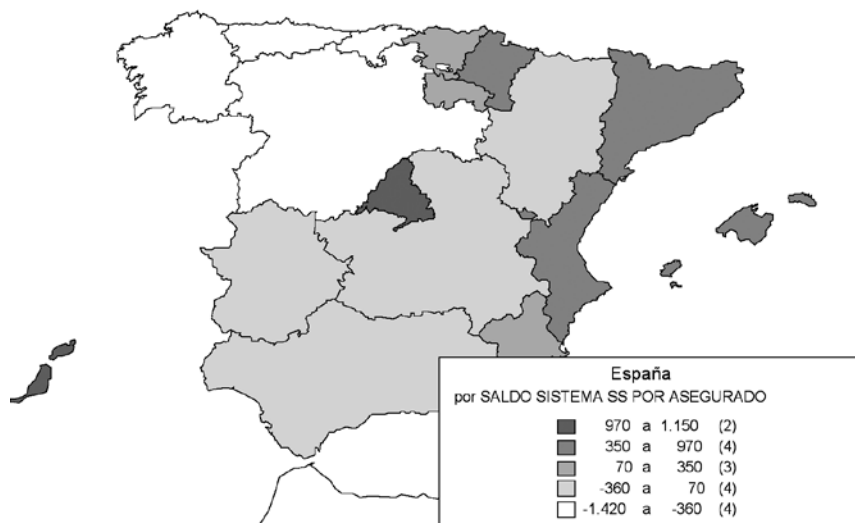 España
por SALDO SISTEMA SS POR ASEGURADO
970 a 1.150 (2)
350 a 970 (4)
70 a 350 (3)
-360 a 70 (4)
-1.420 a -360 (4)